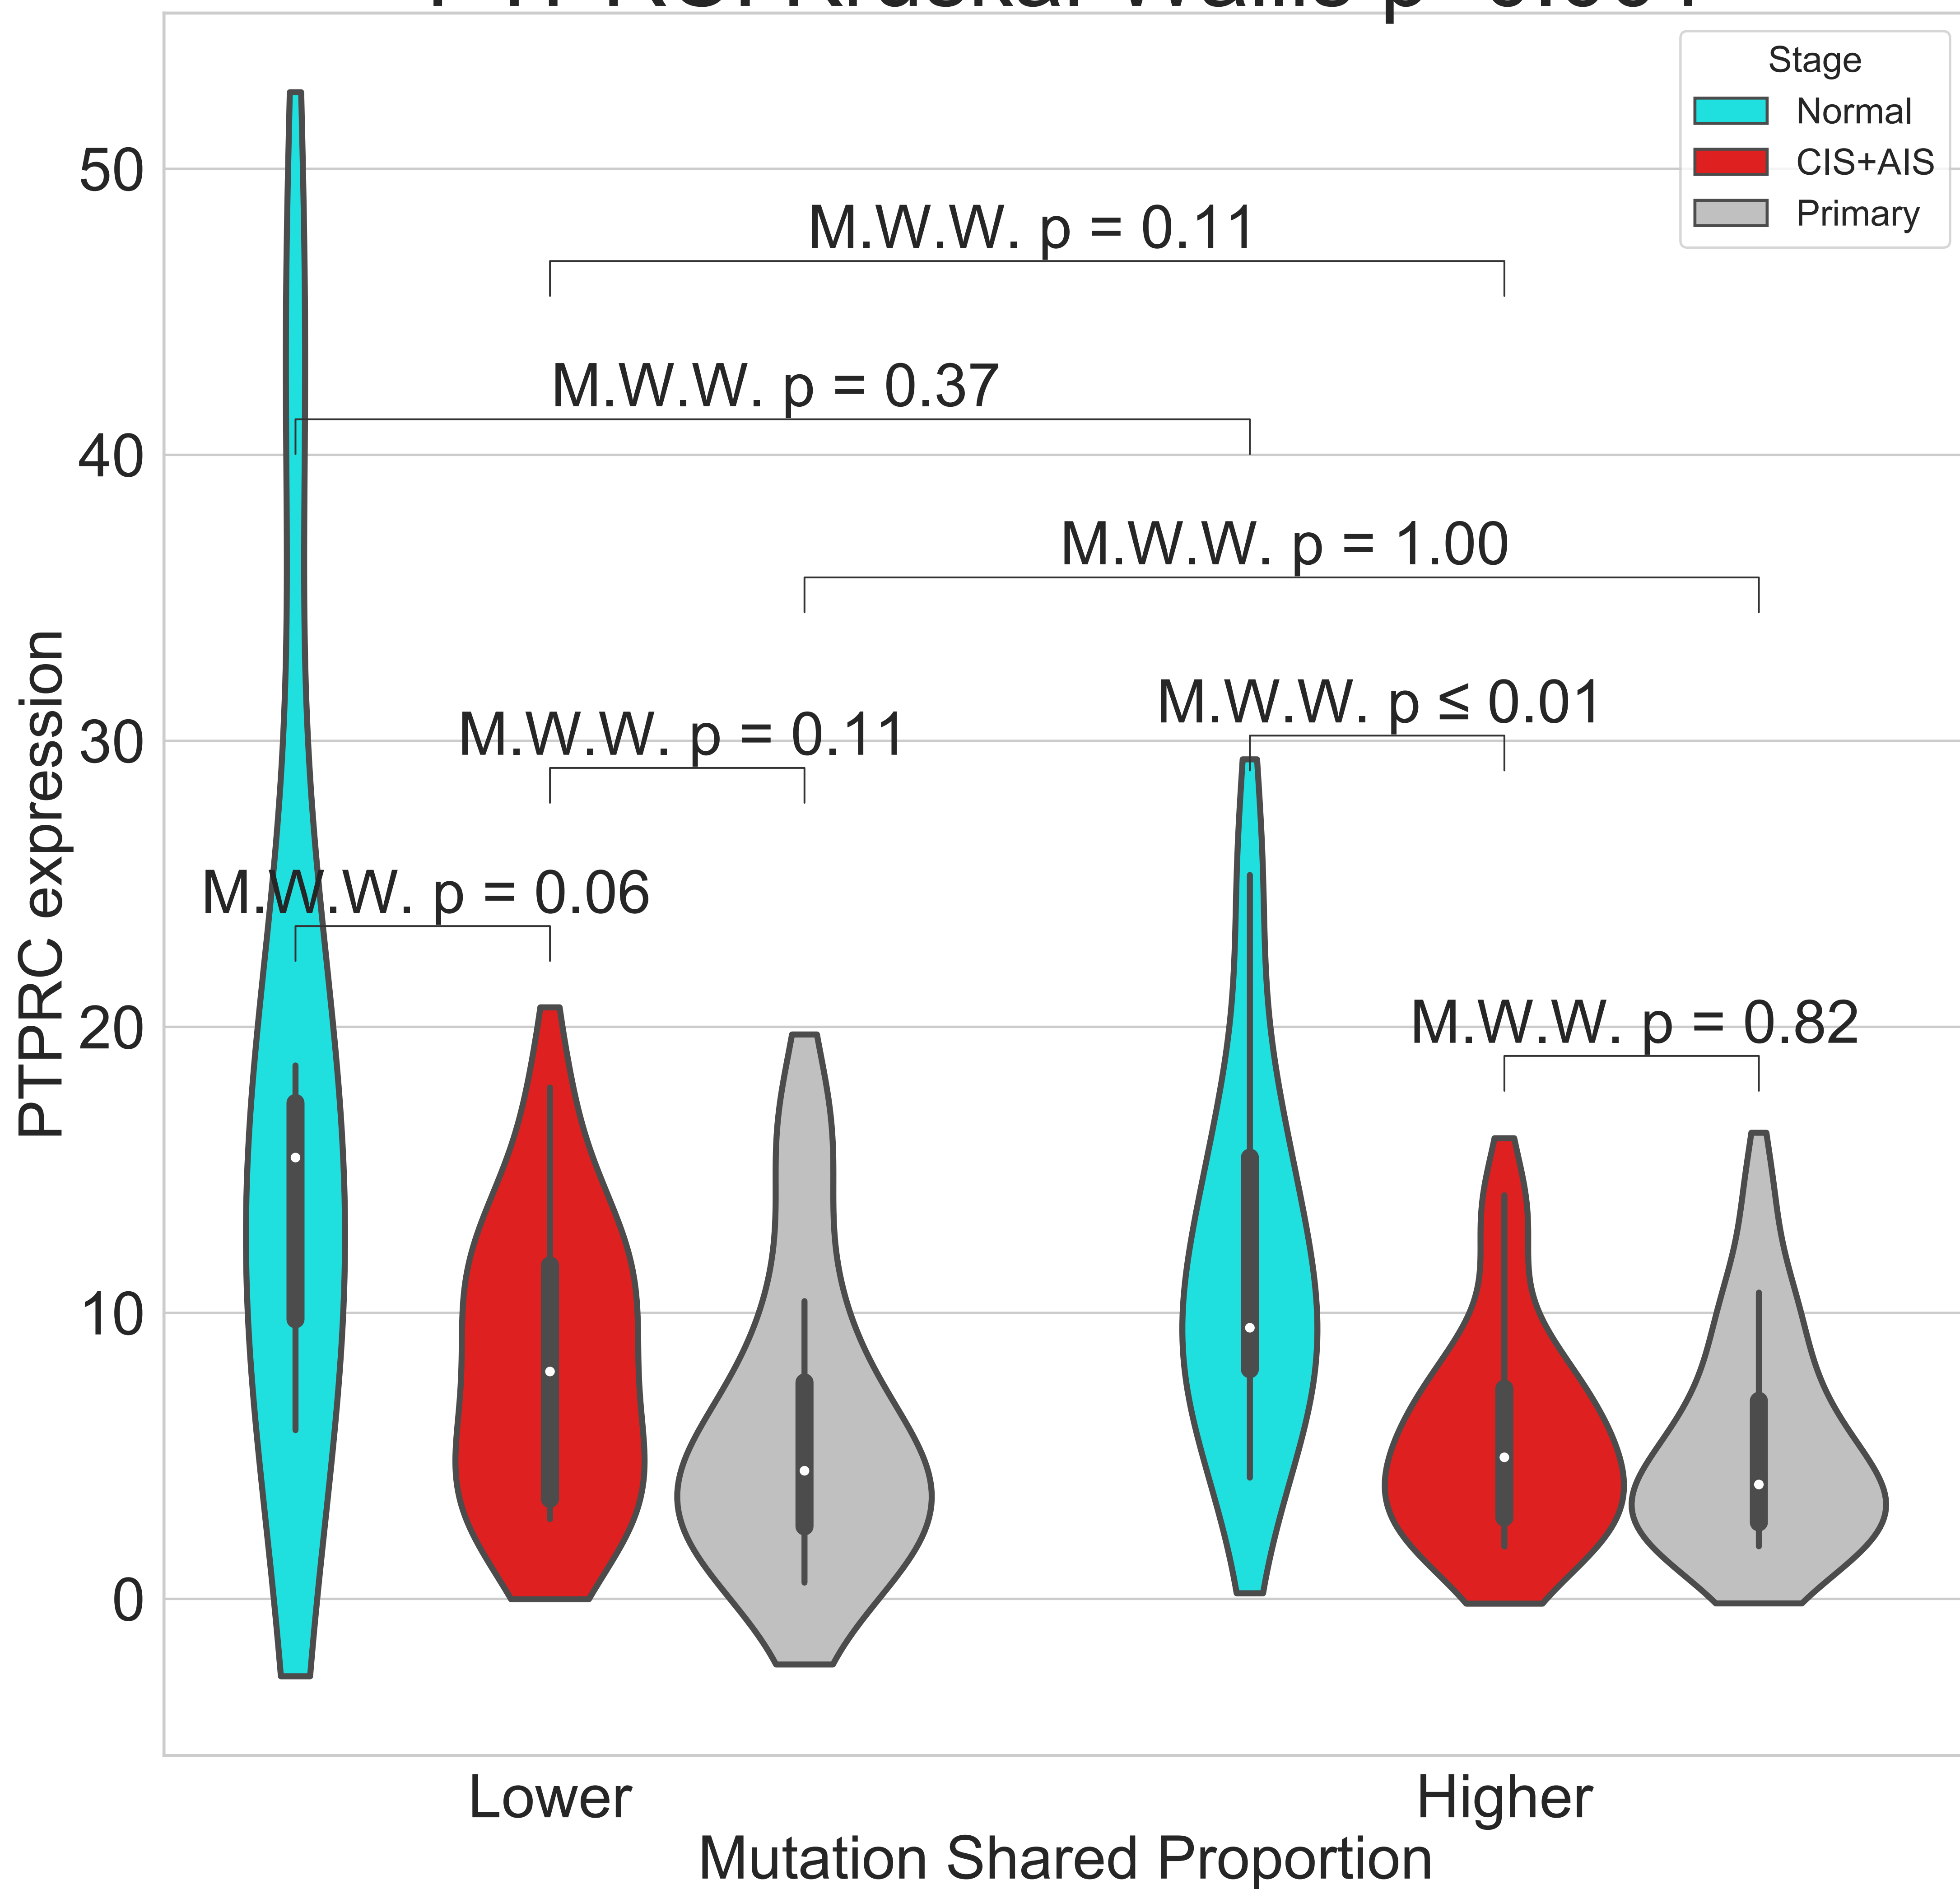 Stage
Normal
CIS+AIS
Primary
50
40
30
20
10
0
PTPRC expression
M.W.W. p = 0.11
M.W.W. p = 0.37
M.W.W. p = 1.00
M.W.W. p ≤ 0.01
M.W.W. p = 0.11
M.W.W. p = 0.06
M.W.W. p = 0.82
Lower
Higher
Mutation Shared Proportion